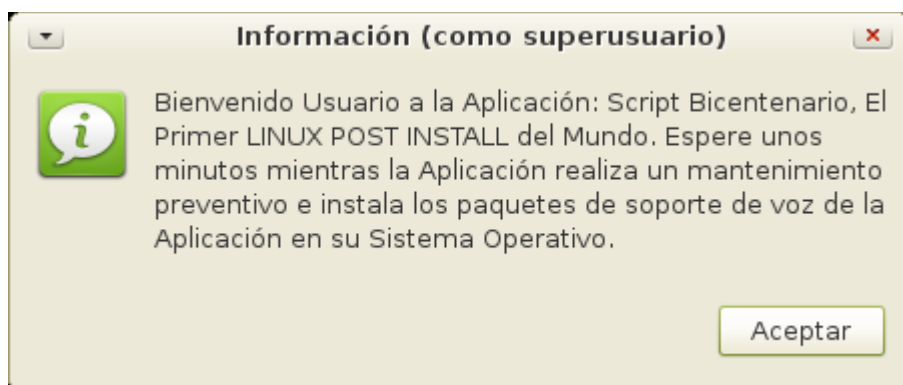 Información (como superusuario)
Bienvenido Usuario a la Aplicación: Script Bicentenario, El
Primer LINUX POST INSTALL del Mundo. Espere unos
minutos mientras la Aplicación realiza un mantenimiento
preventivo e instala los paquetes de soporte de voz de la
Aplicación en su Sistema Operativo.
Aceptar